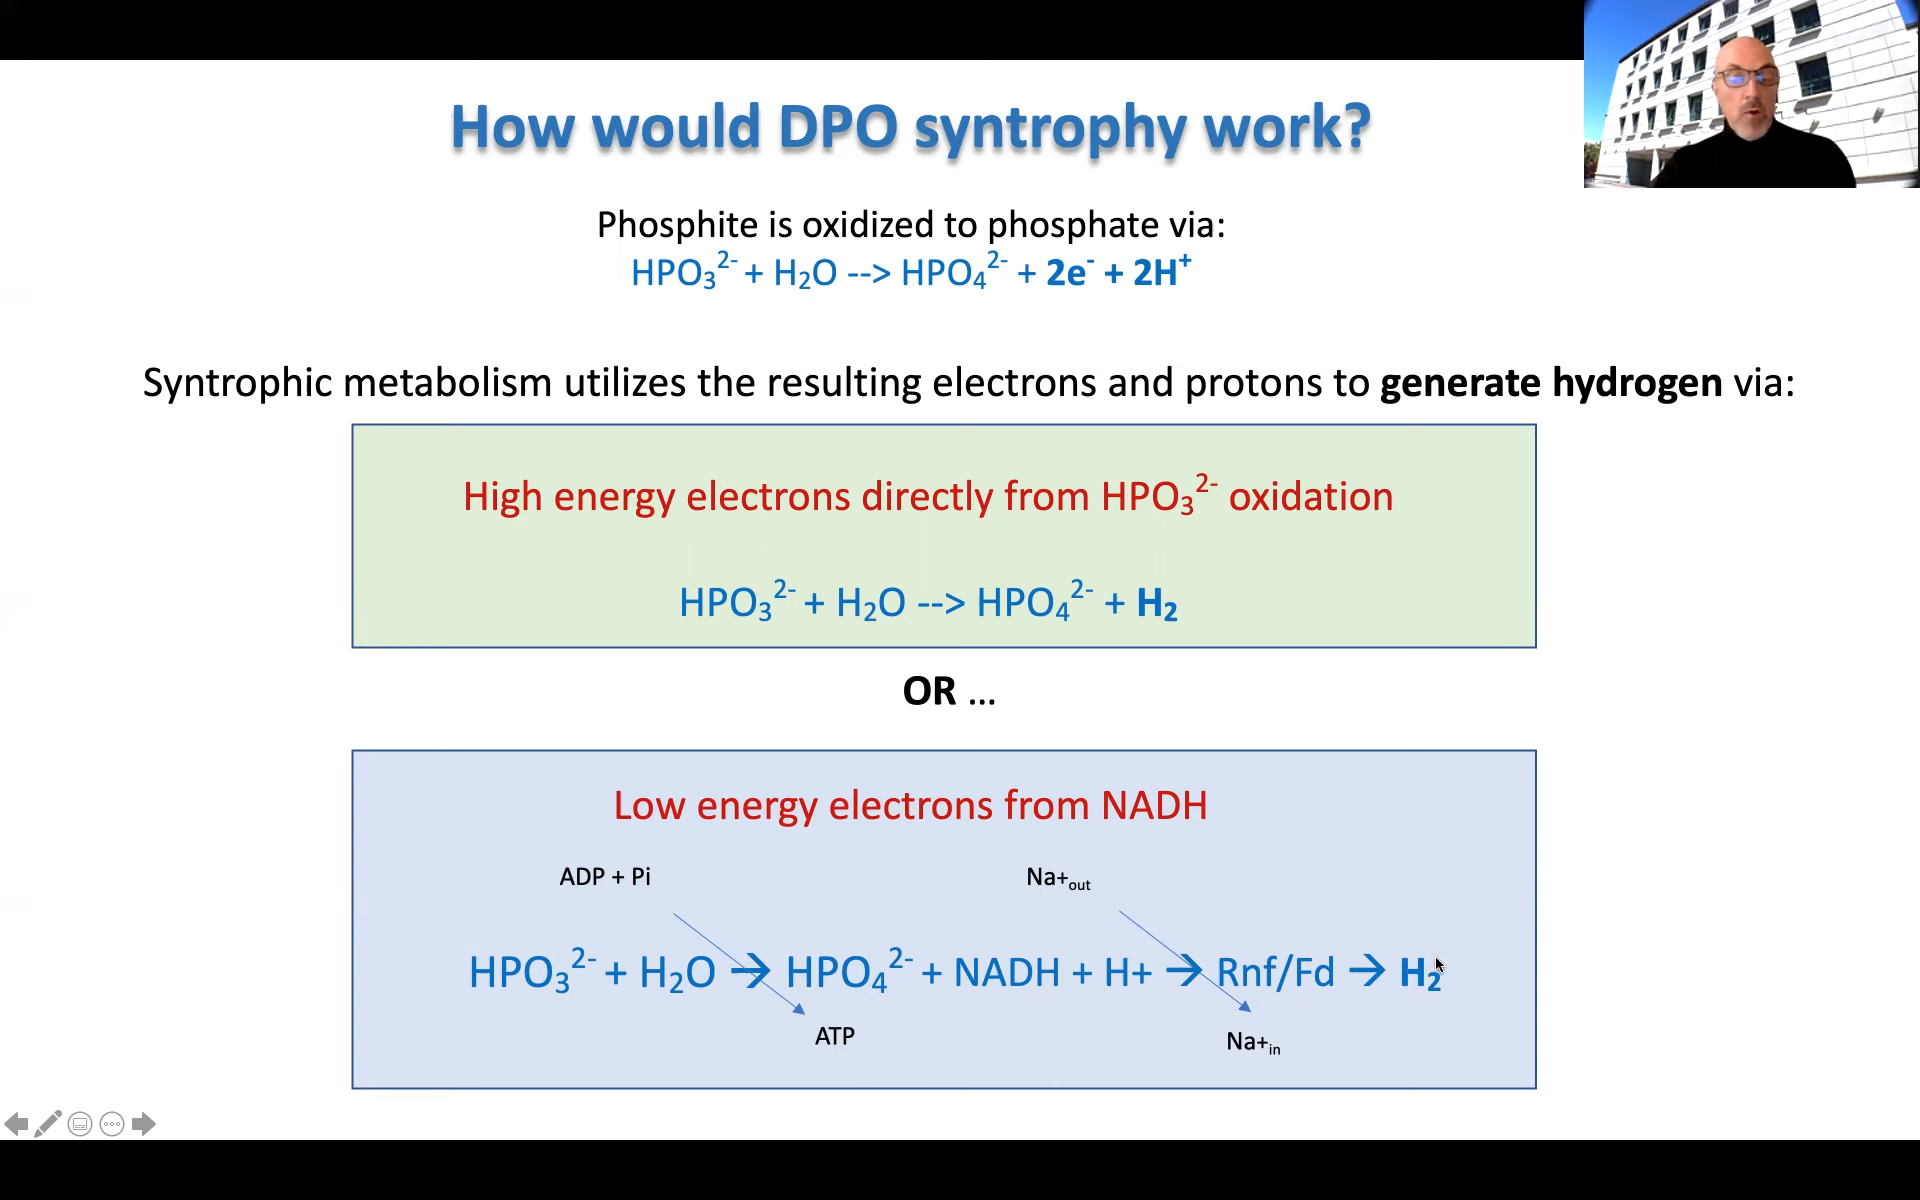 How would DPO syntrophy work?
Phosphite is oxidized to phosphate via:
HPO₃²⁻ + H₂O --> HPO₄²⁻ + 2e⁻ + 2H⁺
Syntrophic metabolism utilizes the resulting electrons and protons to generate hydrogen via:
High energy electrons directly from HPO₃²⁻ oxidation
HPO₃²⁻ + H₂O --> HPO₄²⁻ + H₂
OR ...
Low energy electrons from NADH
ADP + Pi Na+out
HPO₃²⁻ + H₂O → HPO₄²⁻ + NADH + H+ → Rnf/Fd → H₂
ATP Na+in